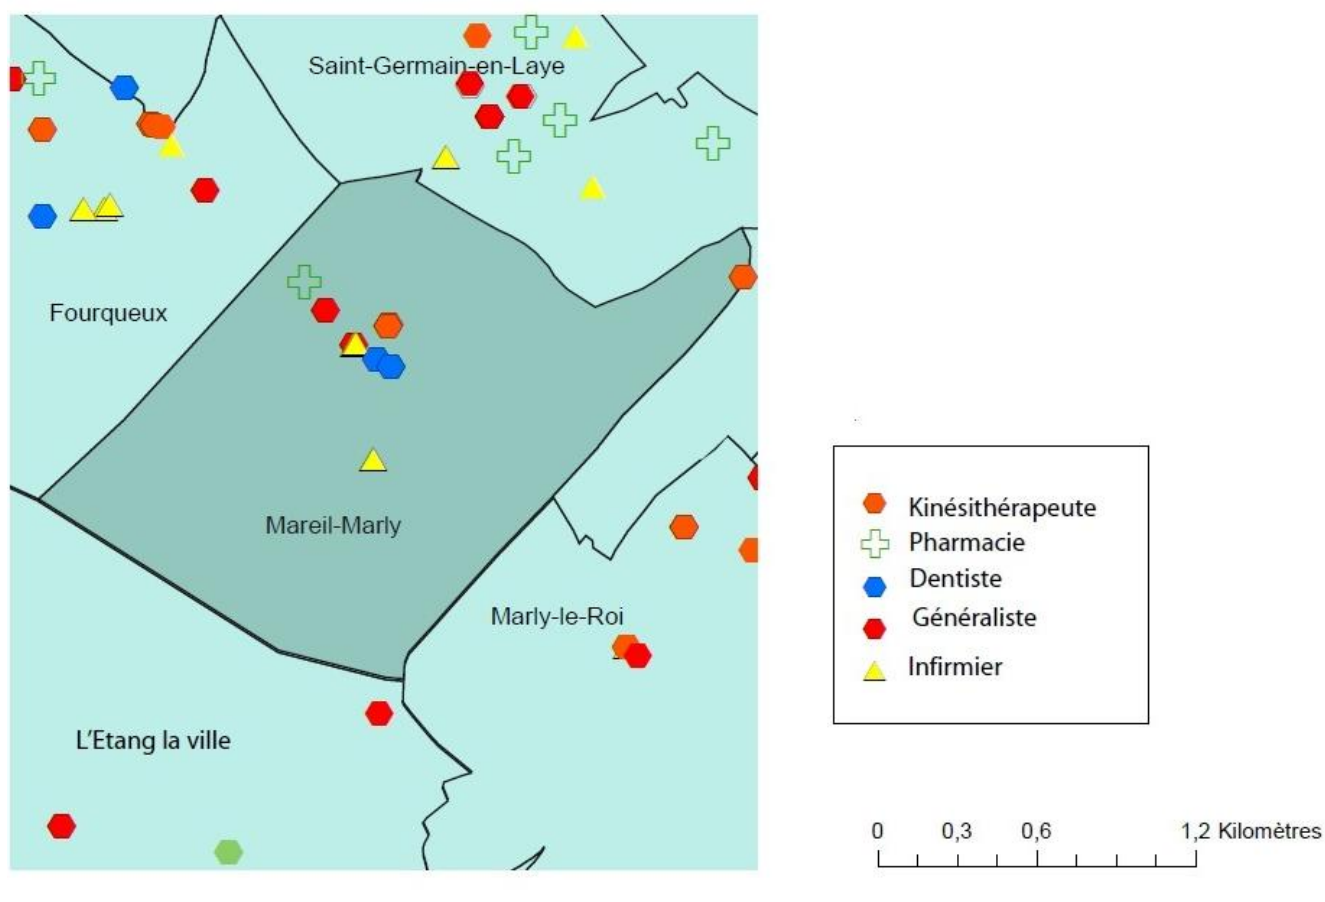 Saint-Germain-en-Laye
Fourqueux
Mareil-Marly
Marly-le-Roi
L'Etang la ville
Kinésithérapeute
Pharmacie
Dentiste
Généraliste
Infirmier
0 0,3 0,6 1,2 Kilomètres